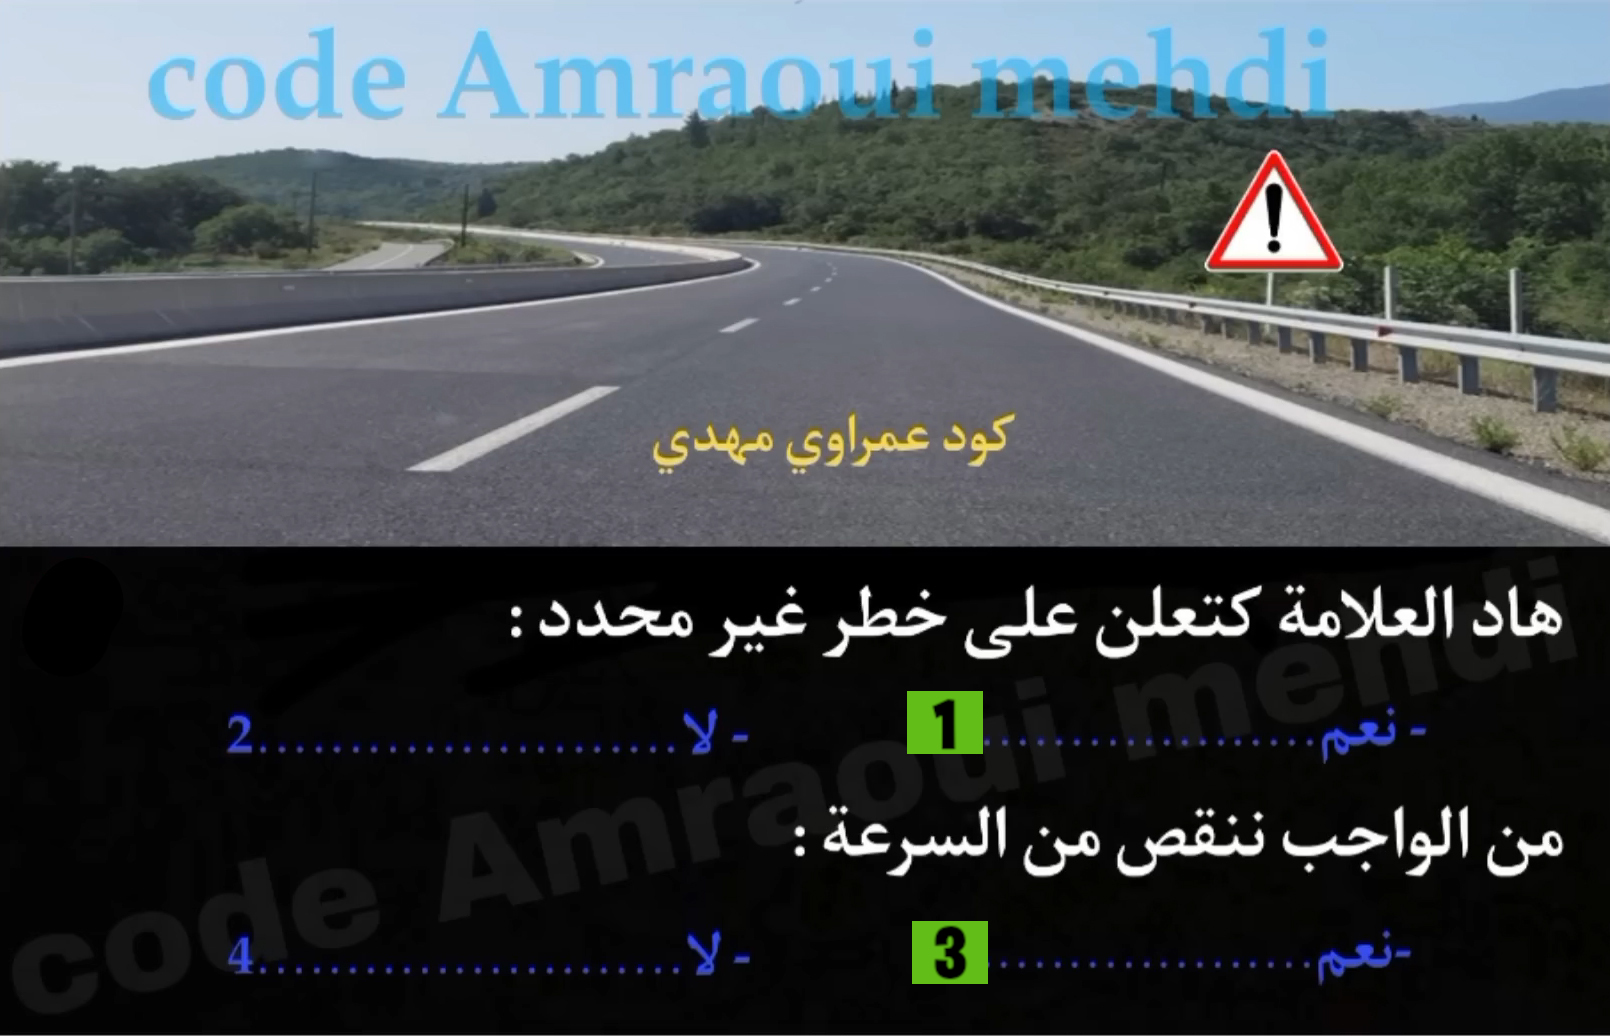 code Amraoui mehdi
كود عمراوي مهدي
هاد العلامة كتعلن على خطر غير محدد :
- نعم...................1 - لا........................2
من الواجب ننقص من السرعة :
-نعم...................3 - لا........................4
code Amraoui mehdi